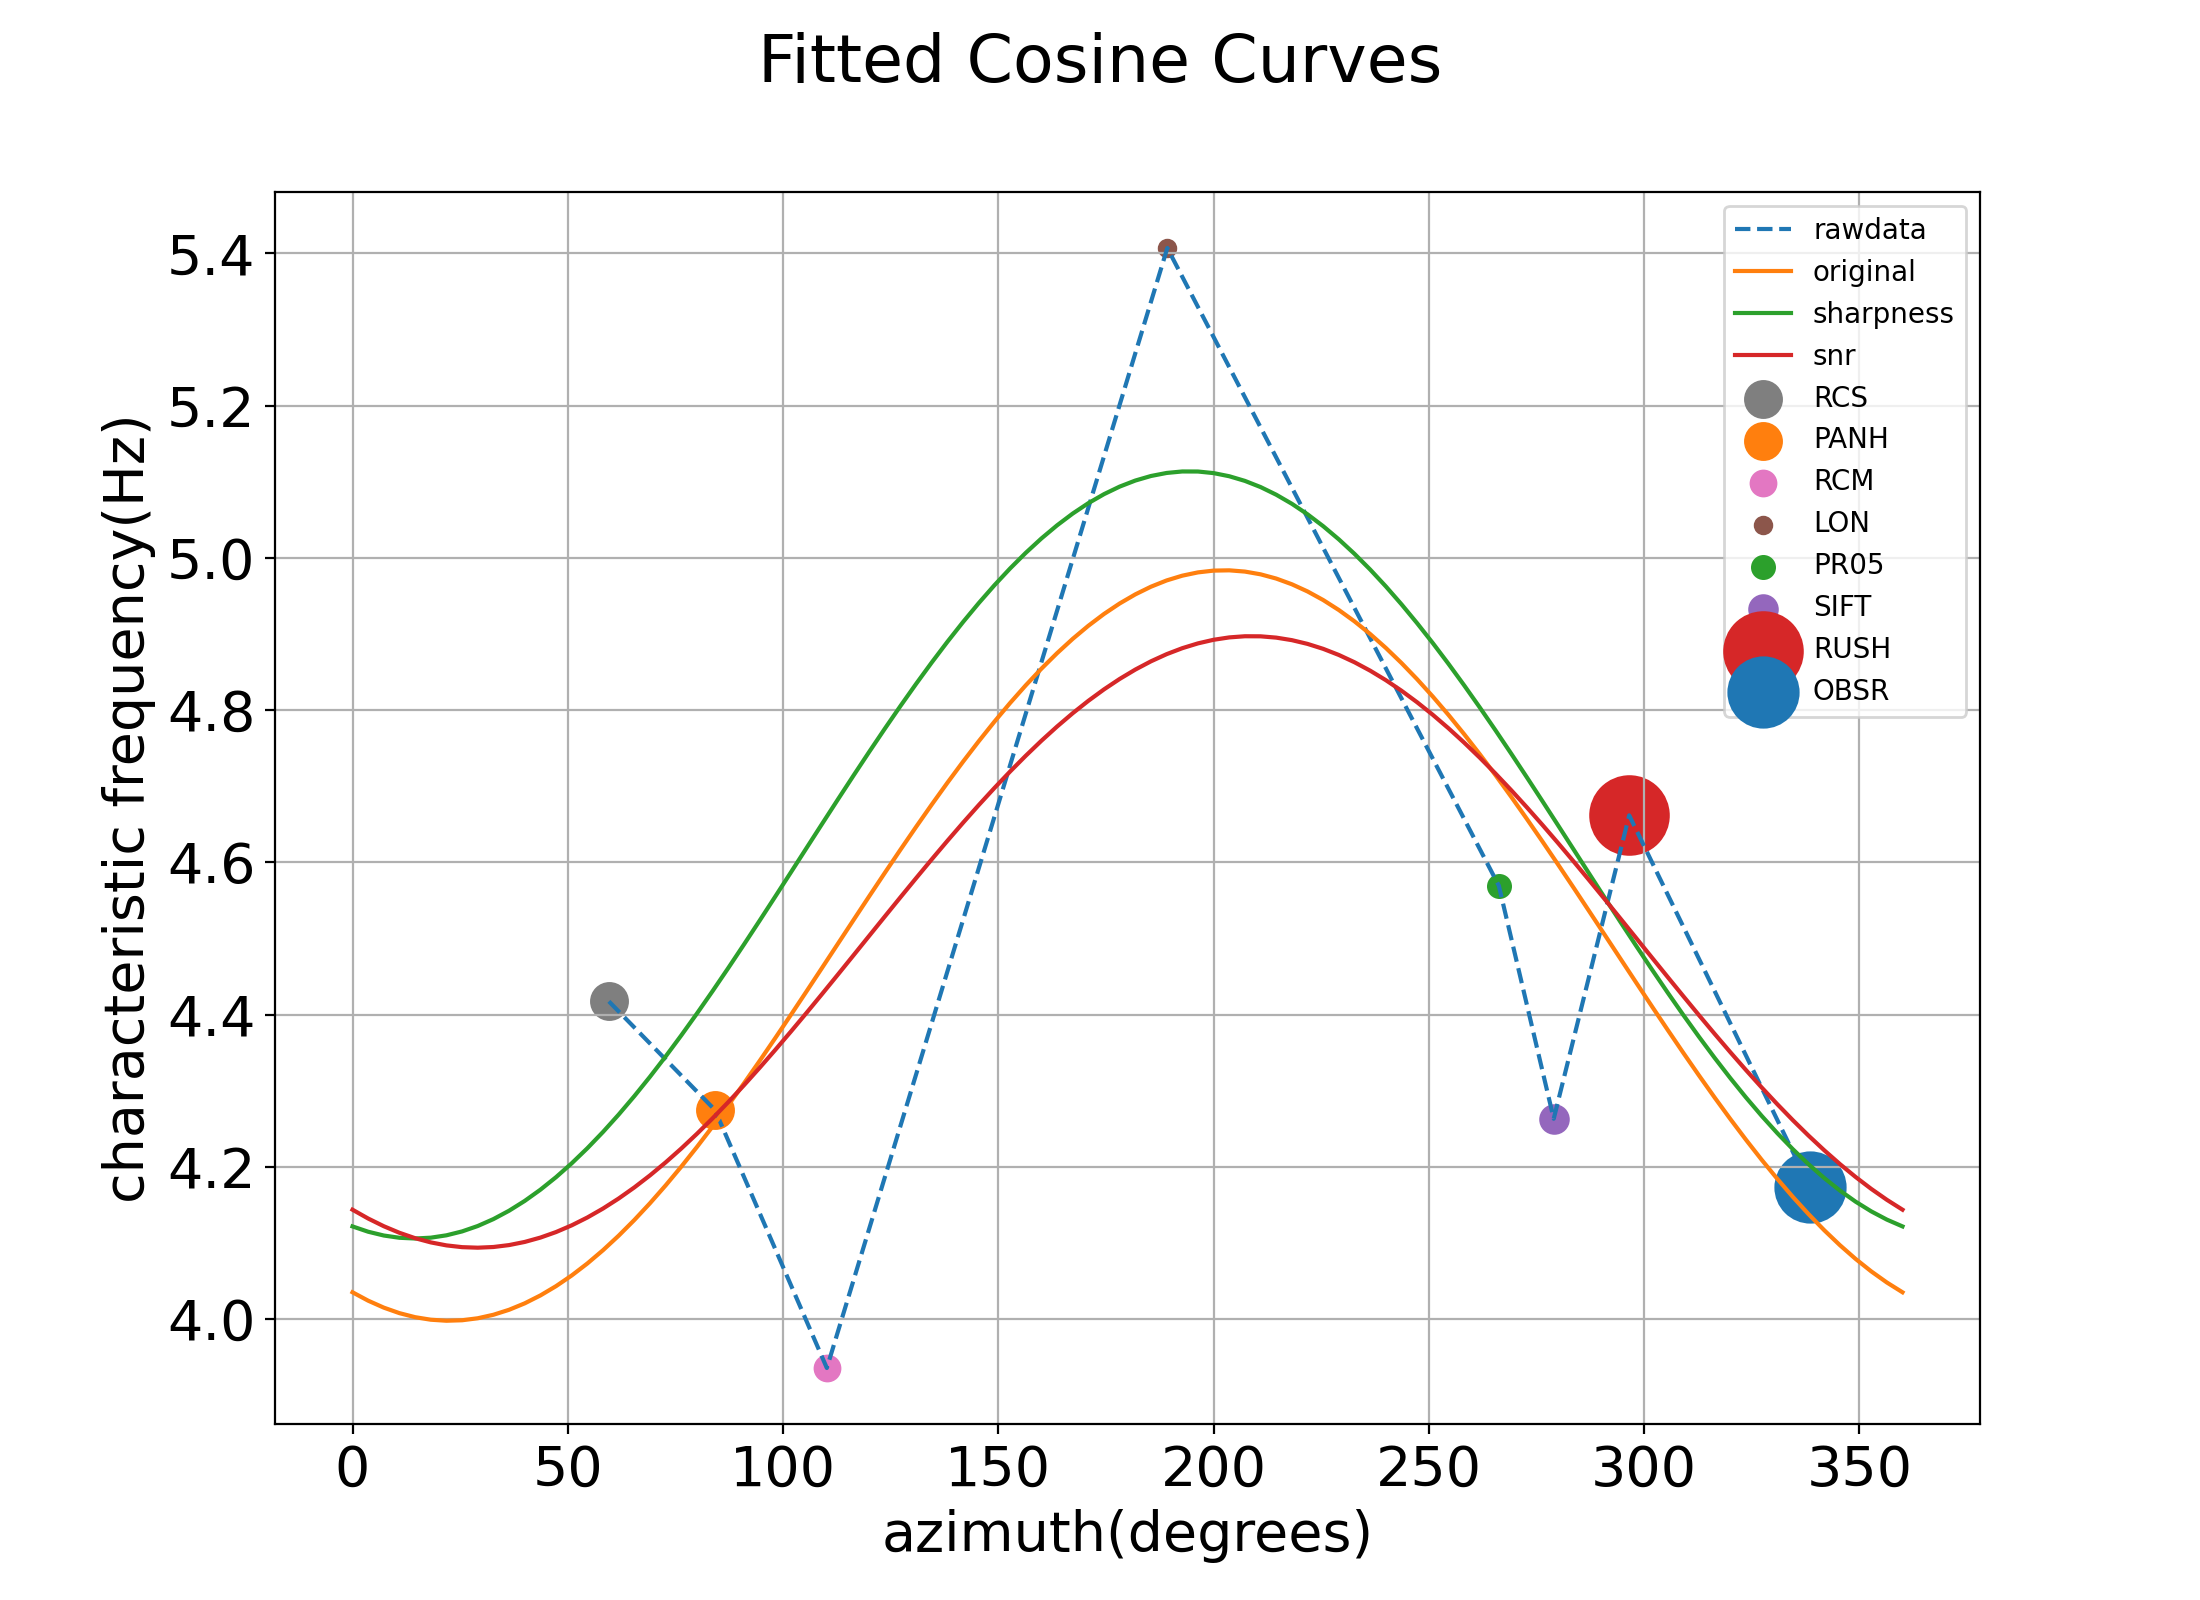 Fitted Cosine Curves
rawdata
original
sharpness
snr
RCS
PANH
RCM
LON
PR05
SIFT
RUSH
OBSR
characteristic frequency(Hz)
5.4
5.2
5.0
4.8
4.6
4.4
4.2
4.0
0 50 100 150 200 250 300 350
azimuth(degrees)